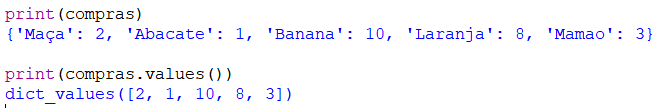 print(compras)
{'Maça': 2, 'Abacate': 1, 'Banana': 10, 'Laranja': 8, 'Mamao': 3}
print(compras.values())
dict_values([2, 1, 10, 8, 3])